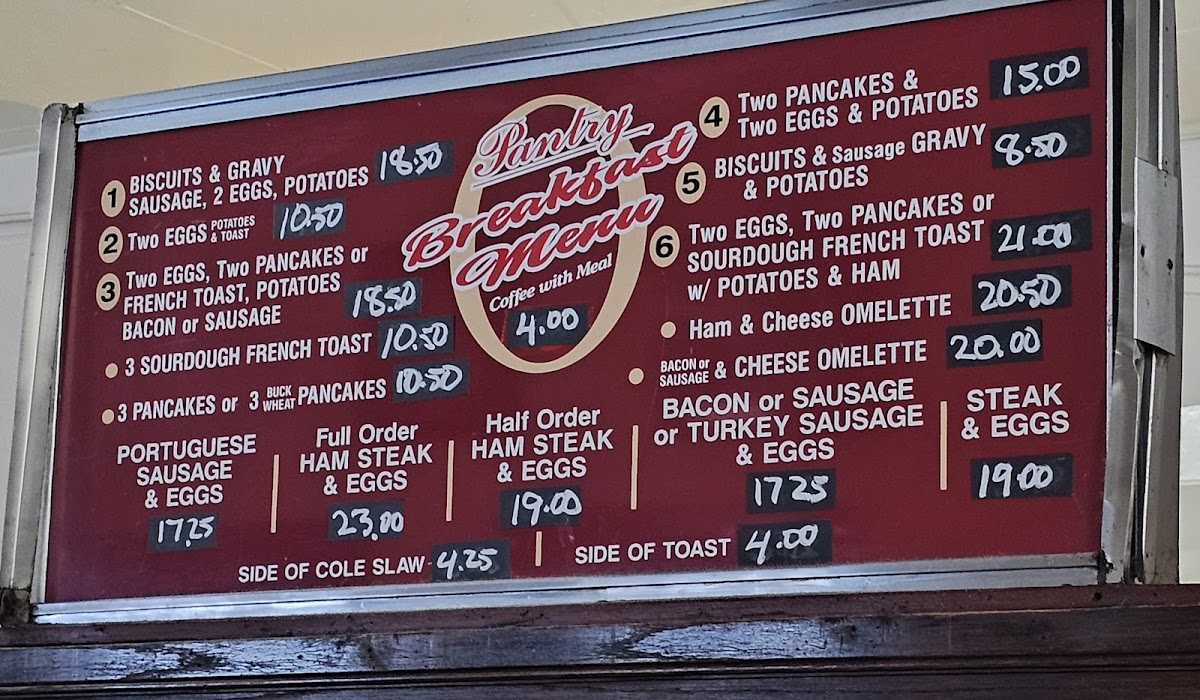 1 BISCUITS & GRAVY
SAUSAGE, 2 EGGS, POTATOES 18.50
2 Two EGGS POTATOES & TOAST 10.50
3 Two EGGS, Two PANCAKES or
FRENCH TOAST, POTATOES
BACON or SAUSAGE 18.50
3 SOURDOUGH FRENCH TOAST 10.50
3 PANCAKES or 3 BUCK WHEAT PANCAKES 10.50
Pantry
Breakfast
Menu
Coffee with Meal
4.00
4 Two PANCAKES &
Two EGGS & POTATOES 15.00
5 BISCUITS & Sausage GRAVY
& POTATOES 8.50
6 Two EGGS, Two PANCAKES or
SOURDOUGH FRENCH TOAST
w/ POTATOES & HAM 21.00
Ham & Cheese OMELETTE 20.50
BACON or SAUSAGE & CHEESE OMELETTE 20.00
PORTUGUESE
SAUSAGE
& EGGS
17.25
Full Order
HAM STEAK
& EGGS
23.00
Half Order
HAM STEAK
& EGGS
19.00
BACON or SAUSAGE
or TURKEY SAUSAGE
& EGGS
17 25
STEAK
& EGGS
19.00
SIDE OF COLE SLAW 4.25
SIDE OF TOAST 4.00